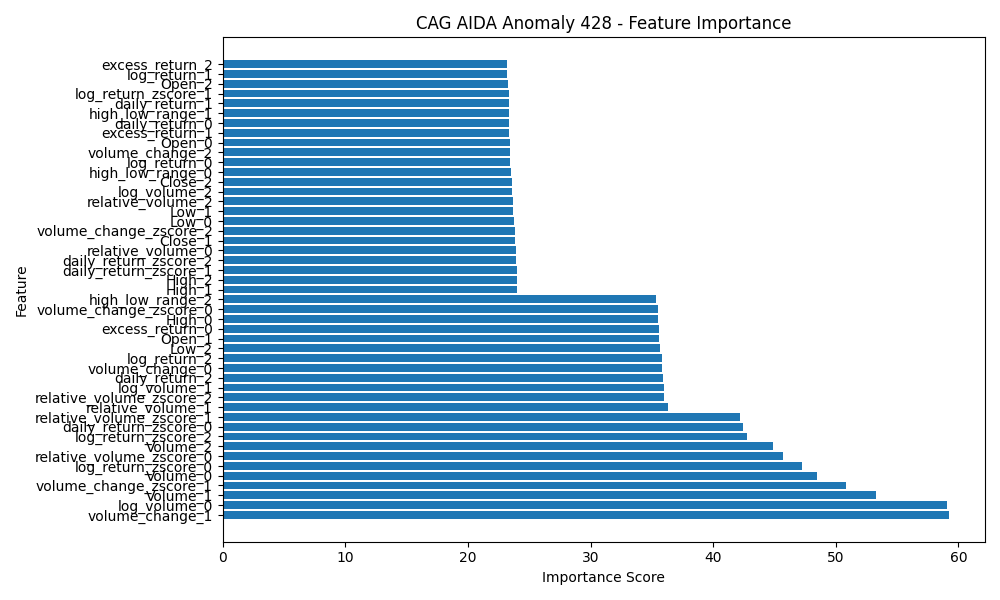 CAG AIDA Anomaly 428 - Feature Importance
excess_return_2
log_return_1
Open_2
log_return_zscore_1
daily_return_1
high_low_range_1
daily_return_0
excess_return_1
Open_0
volume_change_2
log_return_0
high_low_range_0
Close_2
log_volume_2
relative_volume_2
Low_1
Low_0
volume_change_zscore_2
Close_1
relative_volume_0
daily_return_zscore_2
daily_return_zscore_1
High_2
High_1
high_low_range_2
volume_change_zscore_0
High_0
excess_return_0
Open_1
Low_2
log_return_2
volume_change_0
daily_return_2
log_volume_1
relative_volume_zscore_2
relative_volume_1
relative_volume_zscore_1
daily_return_zscore_0
log_return_zscore_2
Volume_2
relative_volume_zscore_0
log_return_zscore_0
Volume_0
volume_change_zscore_1
Volume_1
log_volume_0
volume_change_1
Feature
0 10 20 30 40 50 60
Importance Score